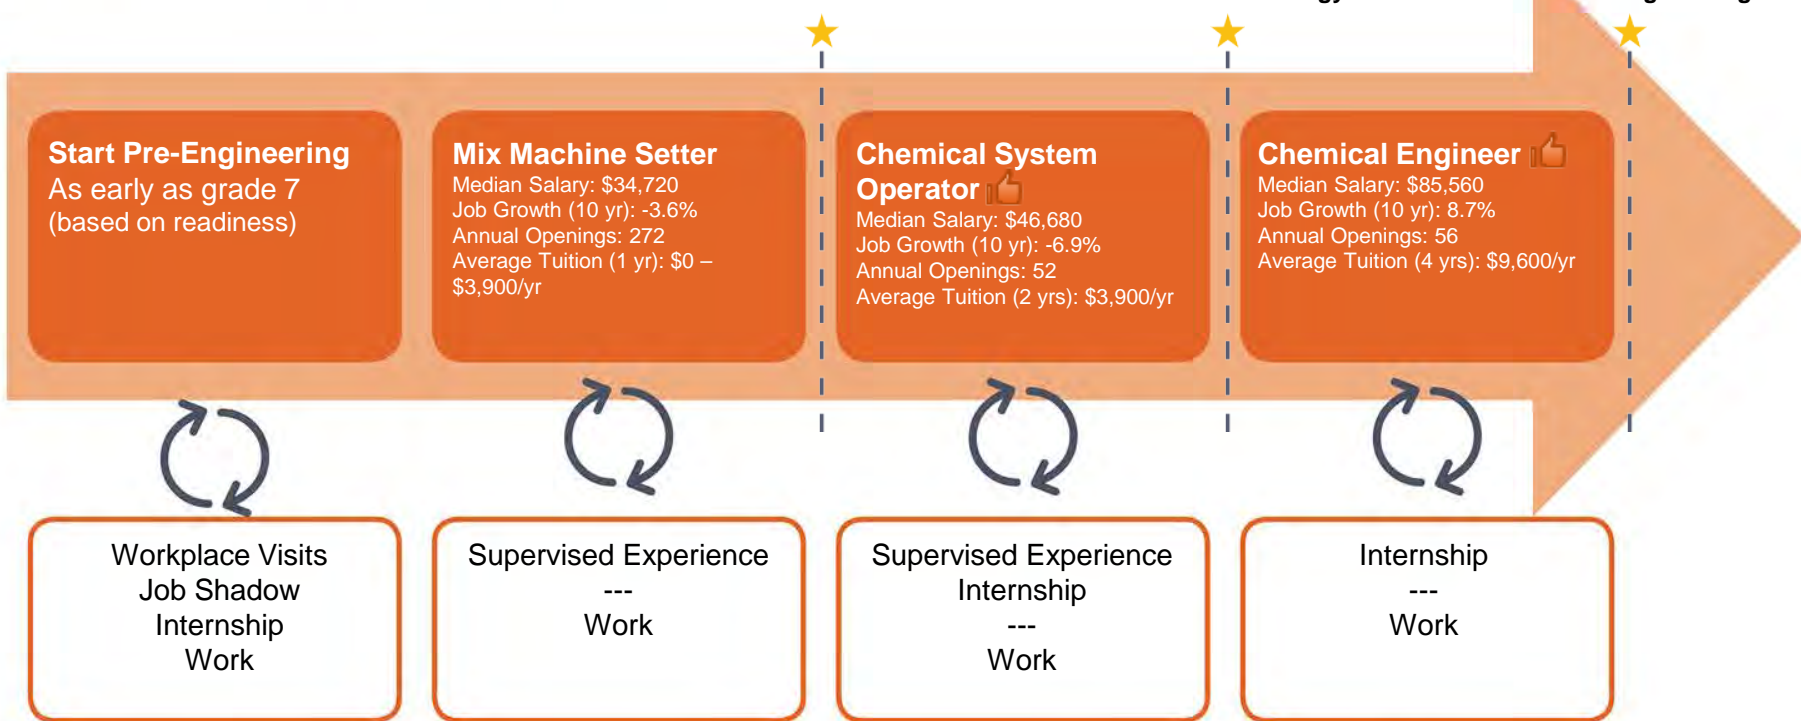 Start Pre-Engineering
As early as grade 7
(based on readiness)
Mix Machine Setter
Median Salary: $34,720
Job Growth (10 yr): -3.6%
Annual Openings: 272
Average Tuition (1 yr): $0 –
$3,900/yr
Chemical System
Operator
Median Salary: $46,680
Job Growth (10 yr): -6.9%
Annual Openings: 52
Average Tuition (2 yrs): $3,900/yr
Chemical Engineer
Median Salary: $85,560
Job Growth (10 yr): 8.7%
Annual Openings: 56
Average Tuition (4 yrs): $9,600/yr
Workplace Visits
Job Shadow
Internship
Work
Supervised Experience
---
Work
Supervised Experience
Internship
---
Work
Internship
---
Work